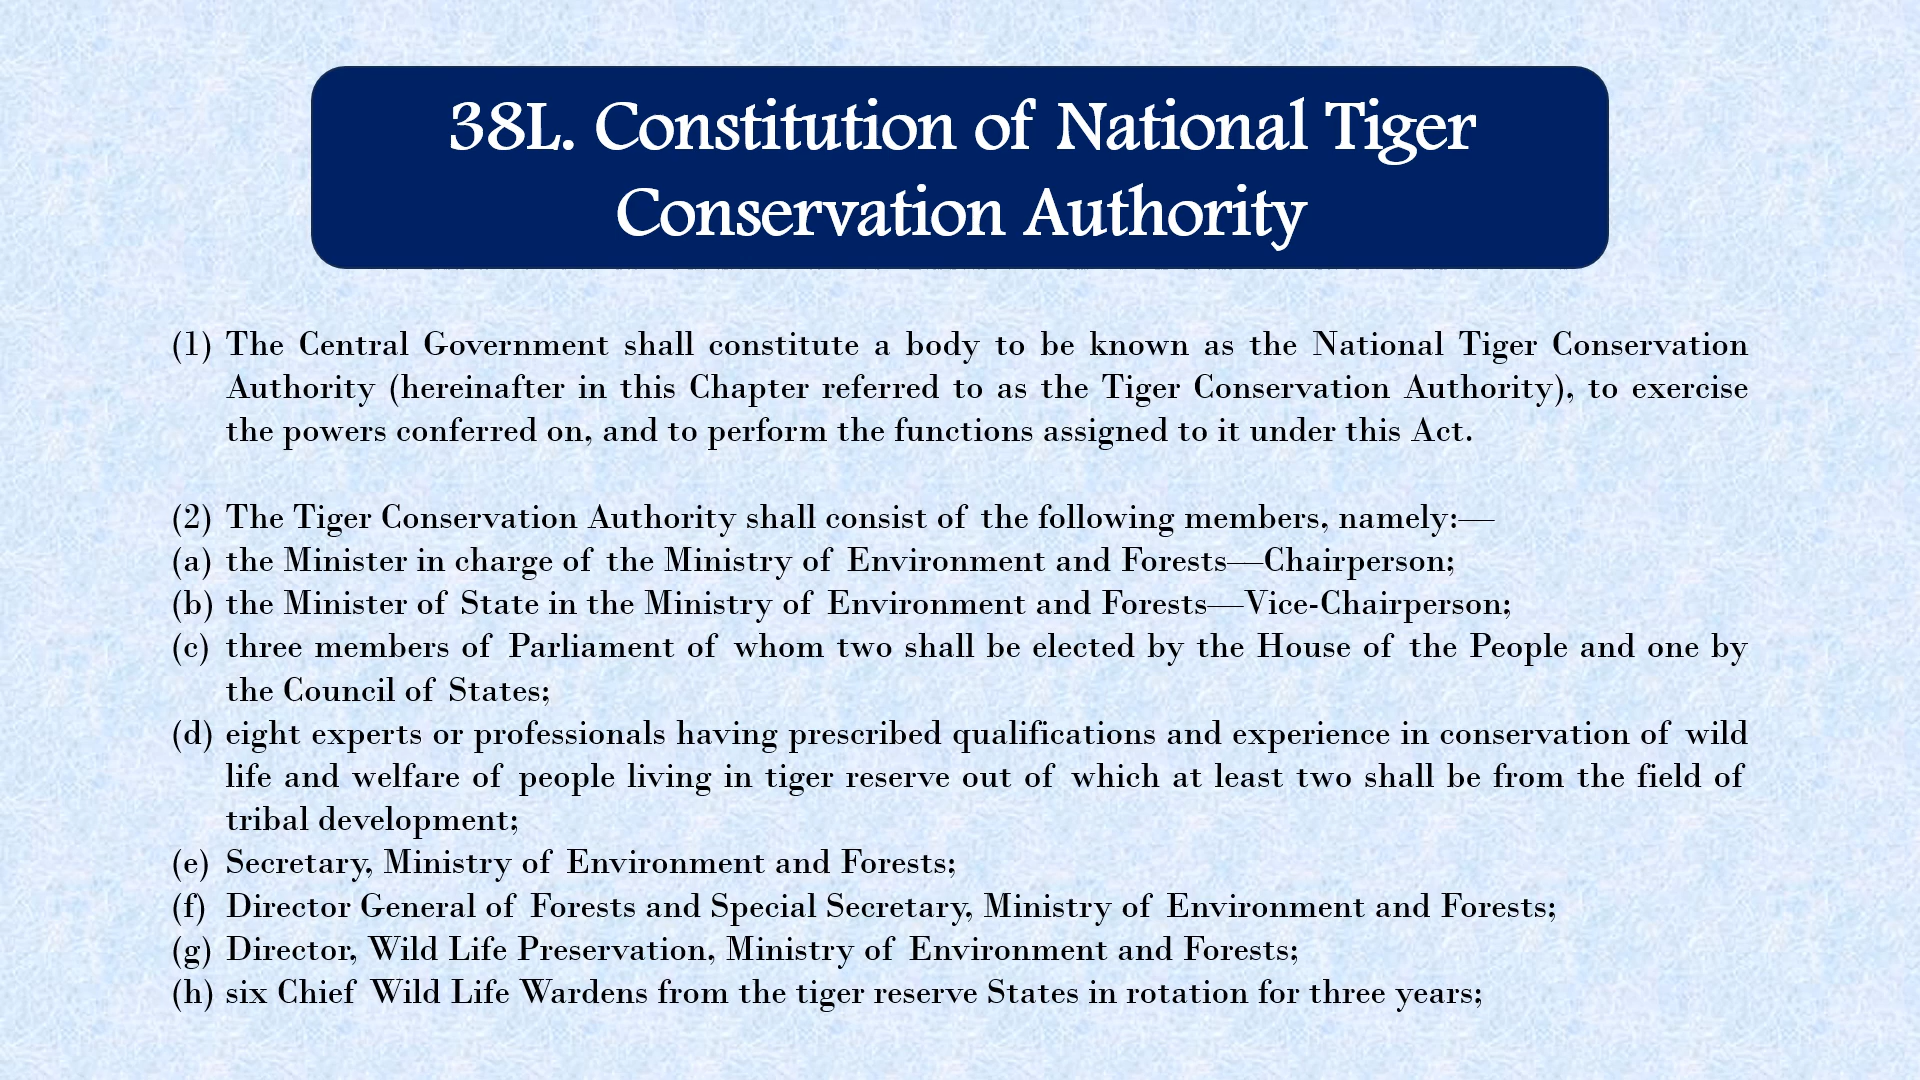 38L. Constitution of National Tiger
Conservation Authority
(1) The Central Government shall constitute a body to be known as the National Tiger Conservation
Authority (hereinafter in this Chapter referred to as the Tiger Conservation Authority), to exercise
the powers conferred on, and to perform the functions assigned to it under this Act.
(2) The Tiger Conservation Authority shall consist of the following members, namely:—
(a) the Minister in charge of the Ministry of Environment and Forests—Chairperson;
(b) the Minister of State in the Ministry of Environment and Forests—Vice-Chairperson;
(c) three members of Parliament of whom two shall be elected by the House of the People and one by
the Council of States;
(d) eight experts or professionals having prescribed qualifications and experience in conservation of wild
life and welfare of people living in tiger reserve out of which at least two shall be from the field of
tribal development;
(e) Secretary, Ministry of Environment and Forests;
(f) Director General of Forests and Special Secretary, Ministry of Environment and Forests;
(g) Director, Wild Life Preservation, Ministry of Environment and Forests;
(h) six Chief Wild Life Wardens from the tiger reserve States in rotation for three years;